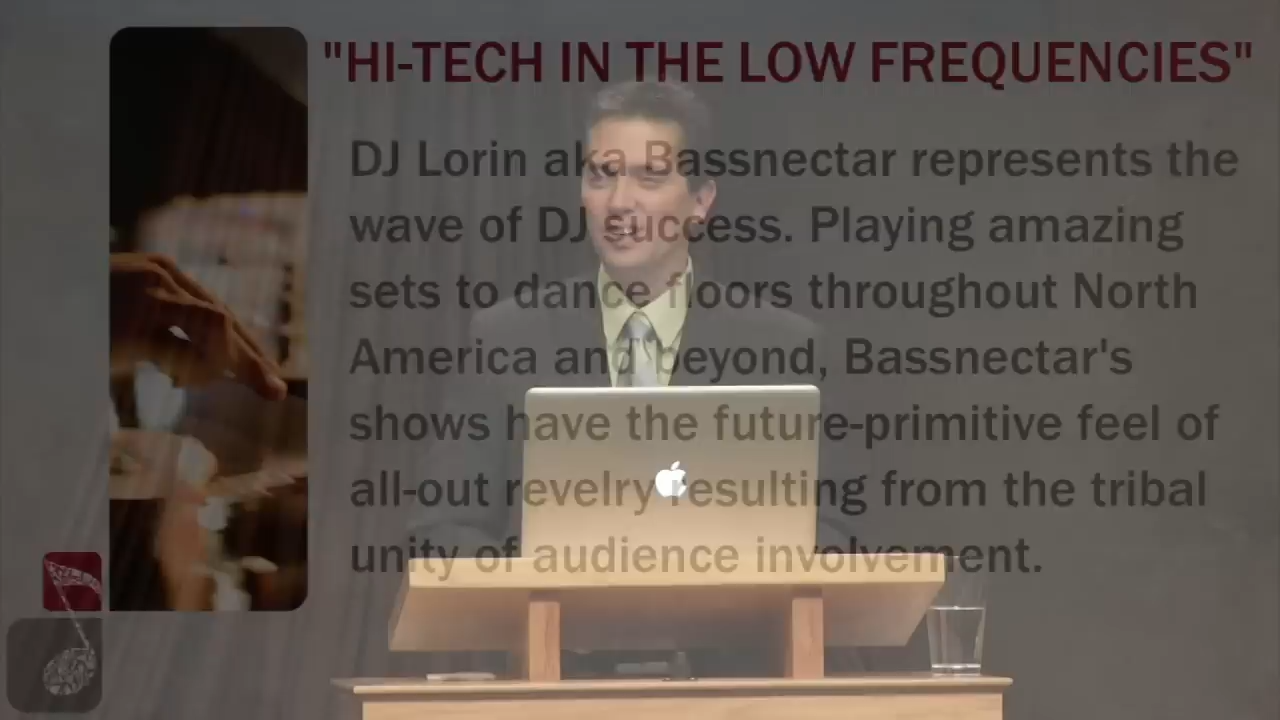 "HI-TECH IN THE LOW FREQUENCIES"
DJ Lorin aka Bassnectar represents the
wave of DJ success. Playing amazing
sets to dance floors throughout North
America and beyond, Bassnectar's
shows have the future-primitive feel of
all-out revelry resulting from the tribal
unity of audience involvement.